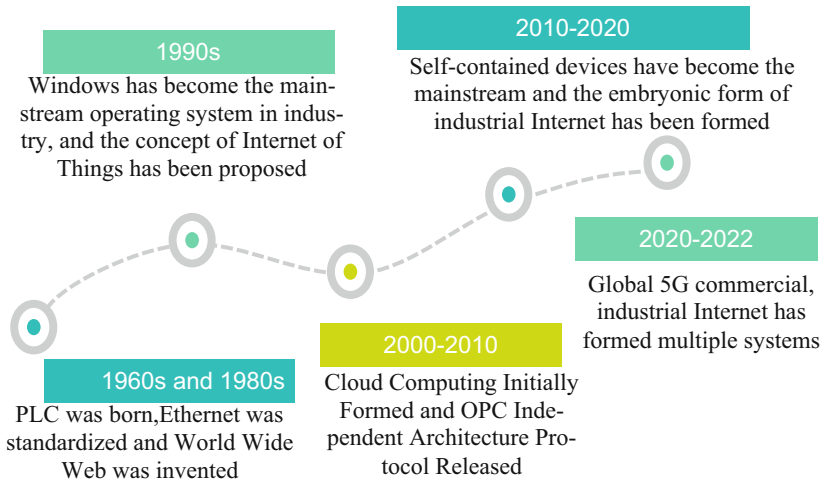 1990s
Windows has become the main-
stream operating system in indus-
try, and the concept of Internet of
Things has been proposed
2010-2020
Self-contained devices have become the
mainstream and the embryonic form of
industrial Internet has been formed
2020-2022
Global 5G commercial,
industrial Internet has
formed multiple systems
1960s and 1980s
PLC was born,Ethernet was
standardized and World Wide
Web was invented
2000-2010
Cloud Computing Initially
Formed and OPC Inde-
pendent Architecture Pro-
tocol Released